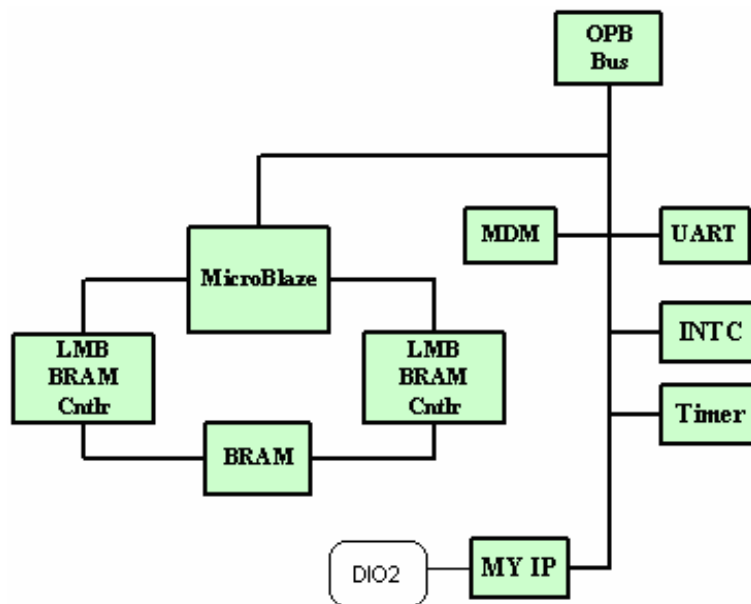 OPB
Bus
MDM
UART
MicroBlaze
LMB
BRAM
Cntlr
LMB
BRAM
Cntlr
INTC
Timer
BRAM
DIO2
MY IP